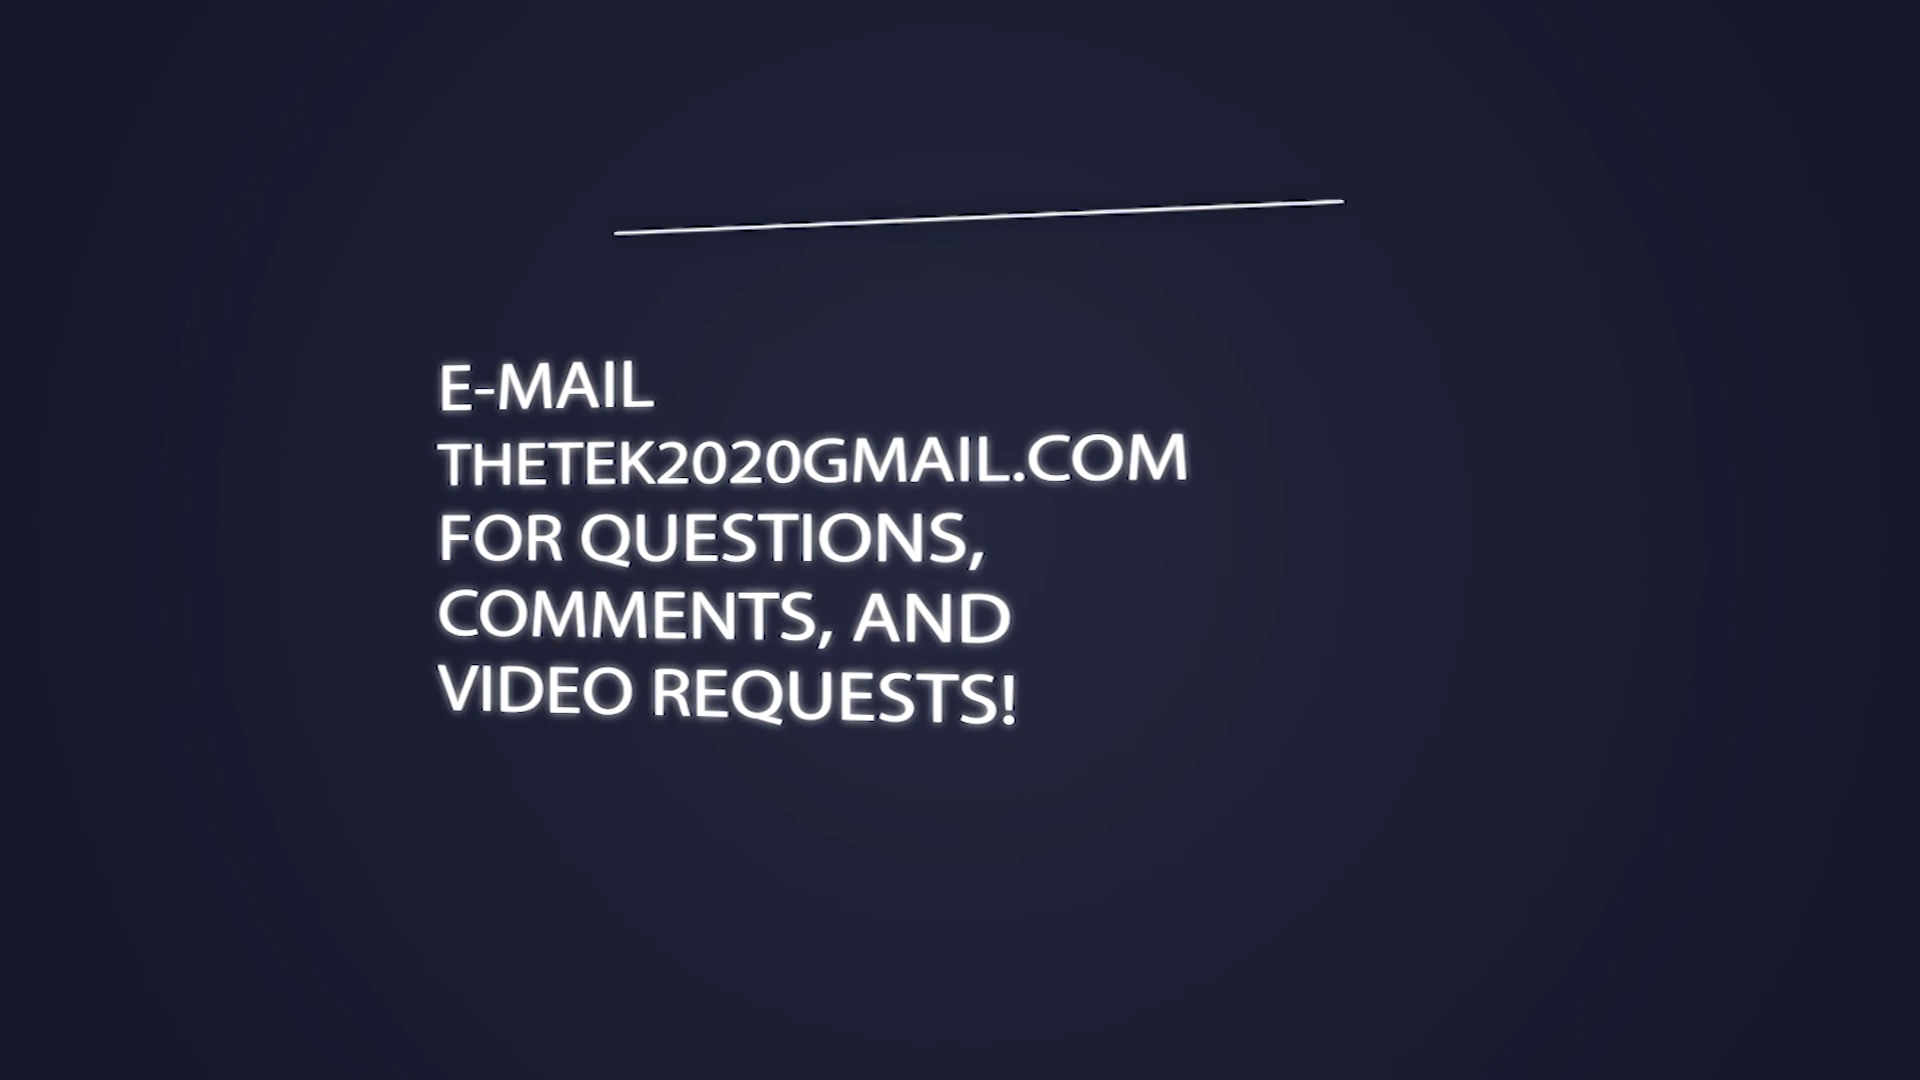 E-MAIL
THETEK2020GMAIL.COM
FOR QUESTIONS,
COMMENTS, AND
VIDEO REQUESTS!